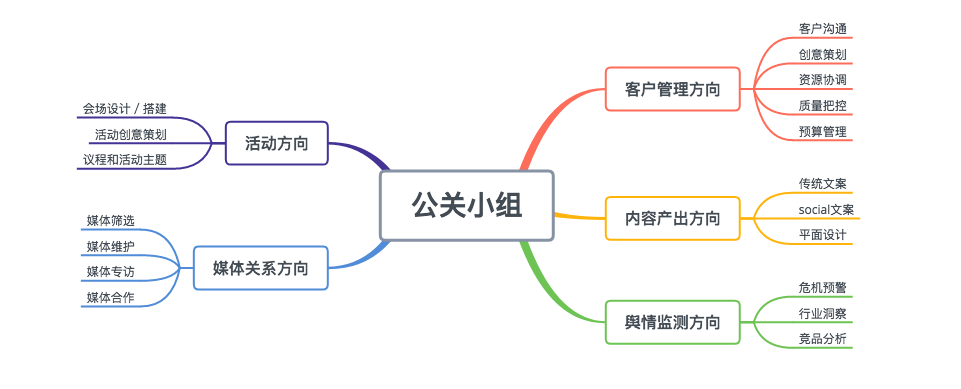 公关小组
客户管理方向
客户沟通
创意策划
资源协调
质量把控
预算管理
内容产出方向
传统文案
social文案
平面设计
舆情监测方向
危机预警
行业洞察
竞品分析
活动方向
会场设计 / 搭建
活动创意策划
议程和活动主题
媒体关系方向
媒体筛选
媒体维护
媒体专访
媒体合作